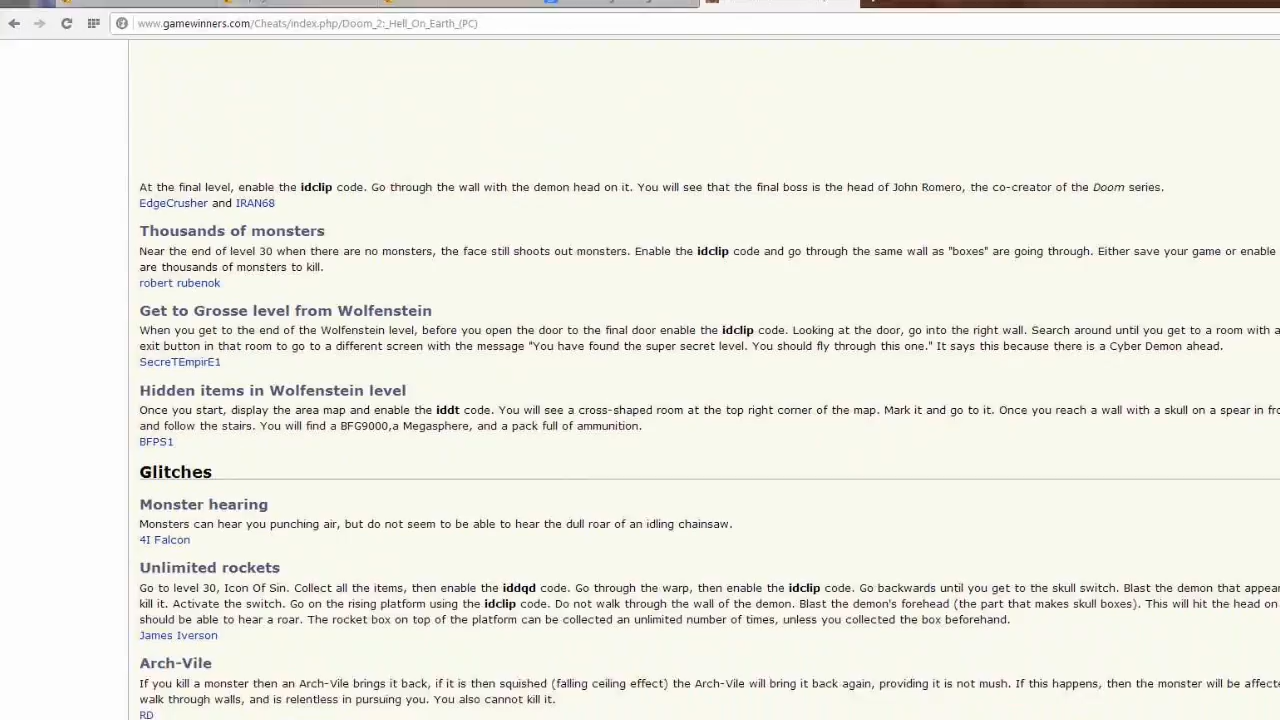 www.gamewinners.com/Cheats/index.php/Doom_2:_Hell_On_Earth_(PC)
At the final level, enable the idclip code. Go through the wall with the demon head on it. You will see that the final boss is the head of John Romero, the co-creator of the Doom series.
EdgeCrusher and IRAN68
Thousands of monsters
Near the end of level 30 when there are no monsters, the face still shoots out monsters. Enable the idclip code and go through the same wall as "boxes" are going through. Either save your game or enable
are thousands of monsters to kill.
robert rubenok
Get to Grosse level from Wolfenstein
When you get to the end of the Wolfenstein level, before you open the door to the final door enable the idclip code. Looking at the door, go into the right wall. Search around until you get to a room with a
exit button in that room to go to a different screen with the message "You have found the super secret level. You should fly through this one." It says this because there is a Cyber Demon ahead.
SecreTEmpirE1
Hidden items in Wolfenstein level
Once you start, display the area map and enable the iddt code. You will see a cross-shaped room at the top right corner of the map. Mark it and go to it. Once you reach a wall with a skull on a spear in
and follow the stairs. You will find a BFG9000,a Megasphere, and a pack full of ammunition.
BFPS1
Glitches
Monster hearing
Monsters can hear you punching air, but do not seem to be able to hear the dull roar of an idling chainsaw.
4I Falcon
Unlimited rockets
Go to level 30, Icon Of Sin. Collect all the items, then enable the iddqd code. Go through the warp, then enable the idclip code. Go backwards until you get to the skull switch. Blast the demon that
kill it. Activate the switch. Go on the rising platform using the idclip code. Do not walk through the wall of the demon. Blast the demon's forehead (the part that makes skull boxes). This will hit the head on
should be able to hear a roar. The rocket box on top of the platform can be collected an unlimited number of times, unless you collected the box beforehand.
James Iverson
Arch-Vile
If you kill a monster then an Arch-Vile brings it back, if it is then squished (falling ceiling effect) the Arch-Vile will bring it back again, providing it is not mush. If this happens, then the monster will be
walk through walls, and is relentless in pursuing you. You also cannot kill it.
RD